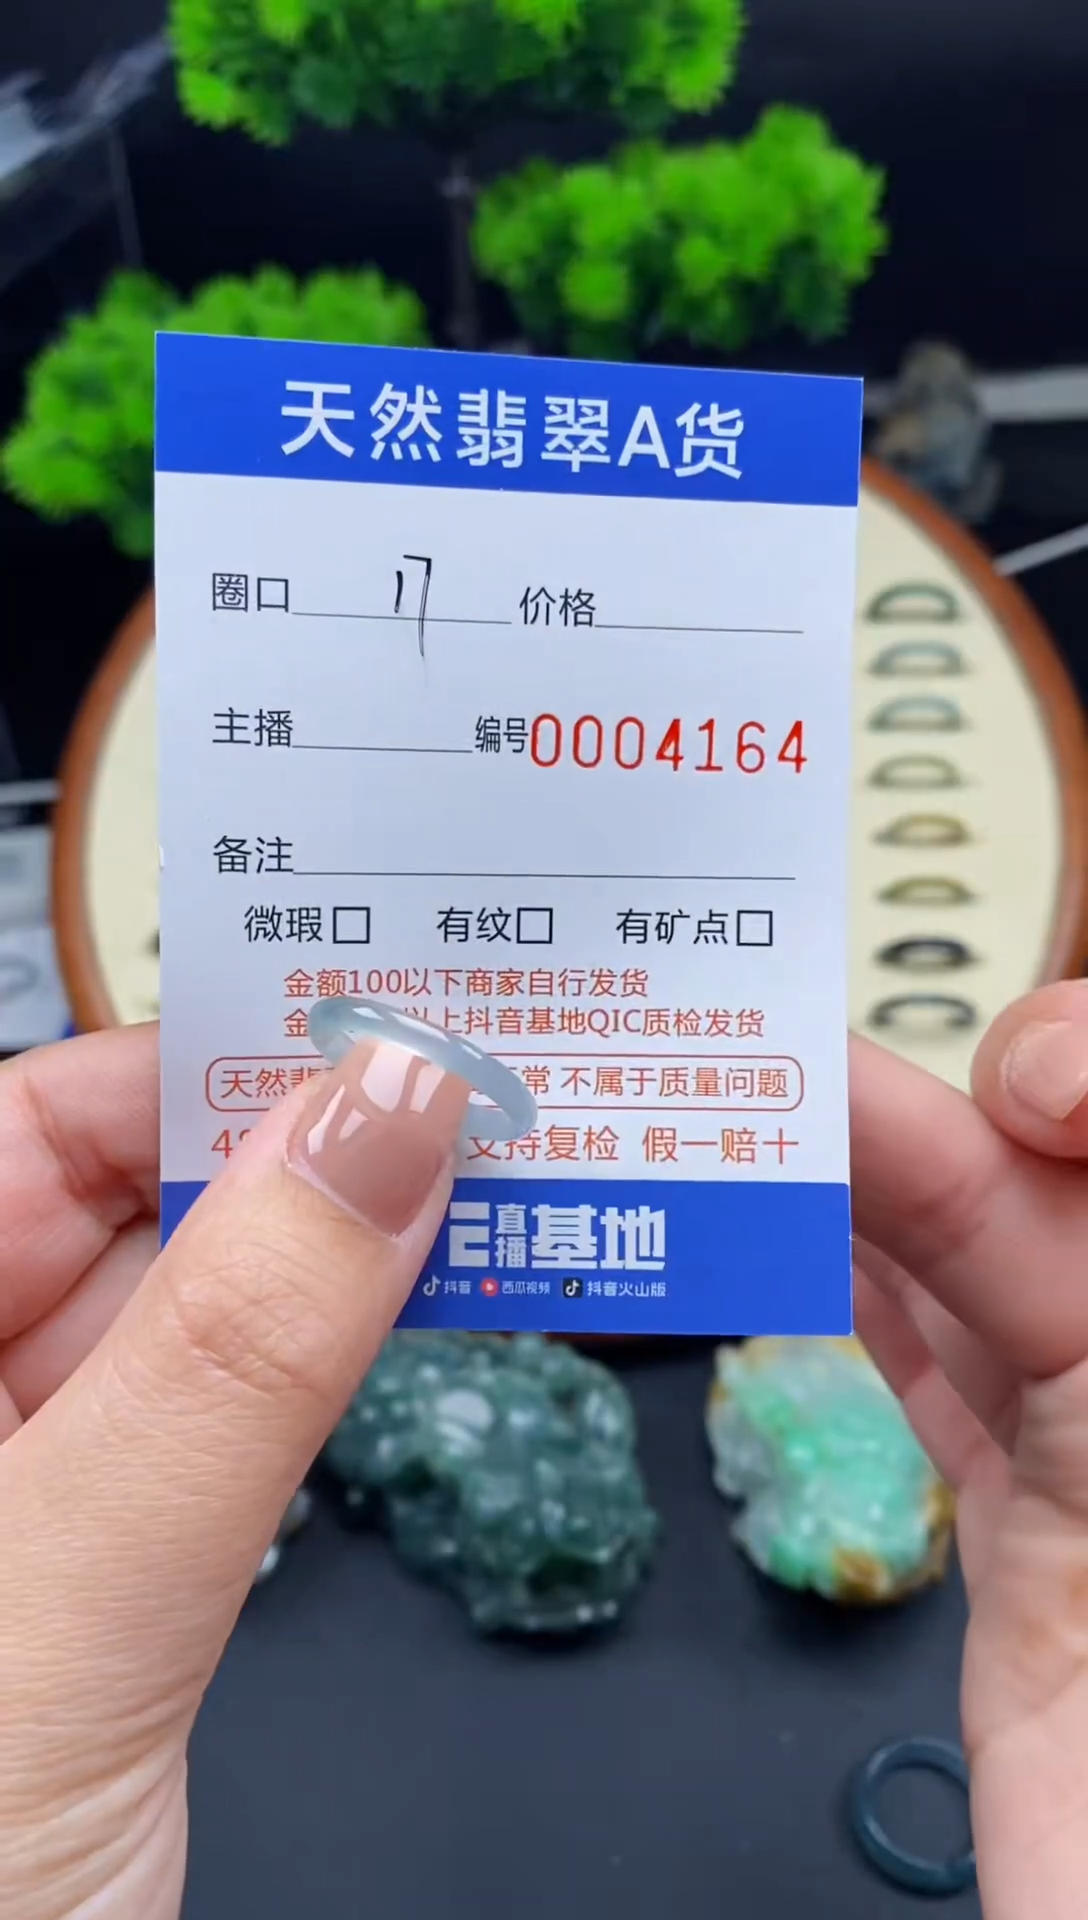 天然翡翠A货
圈口 17 价格
主播 编号0004164
备注
微瑕□ 有纹□ 有矿点□
金额100以下商家自行发货
金 以上抖音基地QIC质检发货
天然翡 常 不属于质量问题
4 支持复检 假一赔十
直播基地
抖音 西瓜视频 抖音火山版